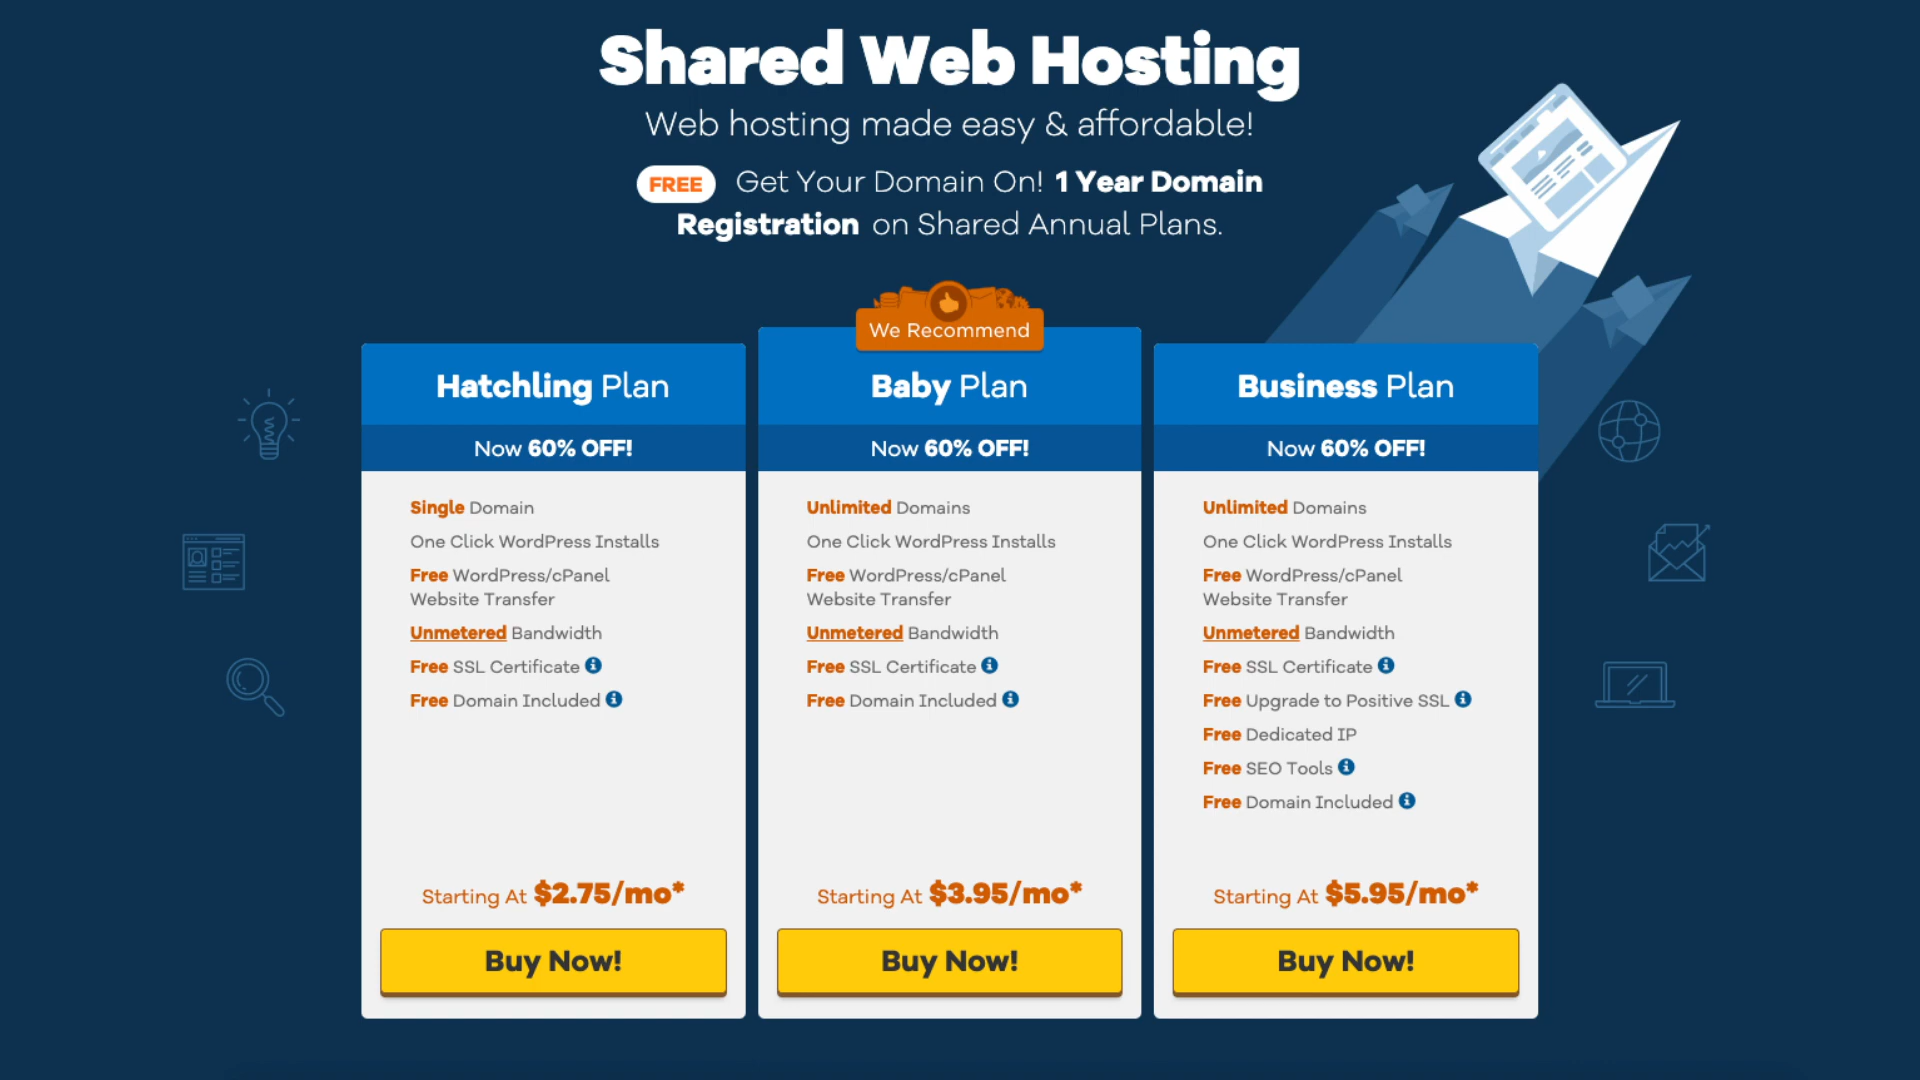 Shared Web Hosting
Web hosting made easy & affordable!
FREE Get Your Domain On! 1 Year Domain
Registration on Shared Annual Plans.
We Recommend
Hatchling Plan
Now 60% OFF!
Single Domain
One Click WordPress Installs
Free WordPress/cPanel
Website Transfer
Unmetered Bandwidth
Free SSL Certificate
Free Domain Included
Starting At $2.75/mo*
Buy Now!
Baby Plan
Now 60% OFF!
Unlimited Domains
One Click WordPress Installs
Free WordPress/cPanel
Website Transfer
Unmetered Bandwidth
Free SSL Certificate
Free Domain Included
Starting At $3.95/mo*
Buy Now!
Business Plan
Now 60% OFF!
Unlimited Domains
One Click WordPress Installs
Free WordPress/cPanel
Website Transfer
Unmetered Bandwidth
Free SSL Certificate
Free Upgrade to Positive SSL
Free Dedicated IP
Free SEO Tools
Free Domain Included
Starting At $5.95/mo*
Buy Now!